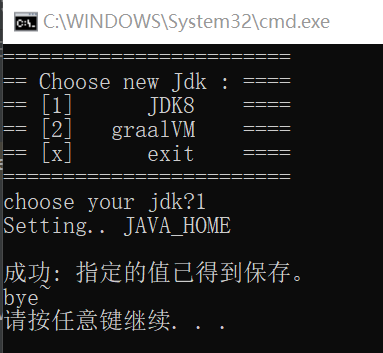 C:\WINDOWS\System32\cmd.exe
=========================
== Choose new Jdk : ====
== [1]      JDK8    ====
== [2]   graalVM    ====
== [x]      exit    ====
=========================
choose your jdk?1
Setting.. JAVA_HOME
成功: 指定的值已得到保存。
bye~
请按任意键继续. . .